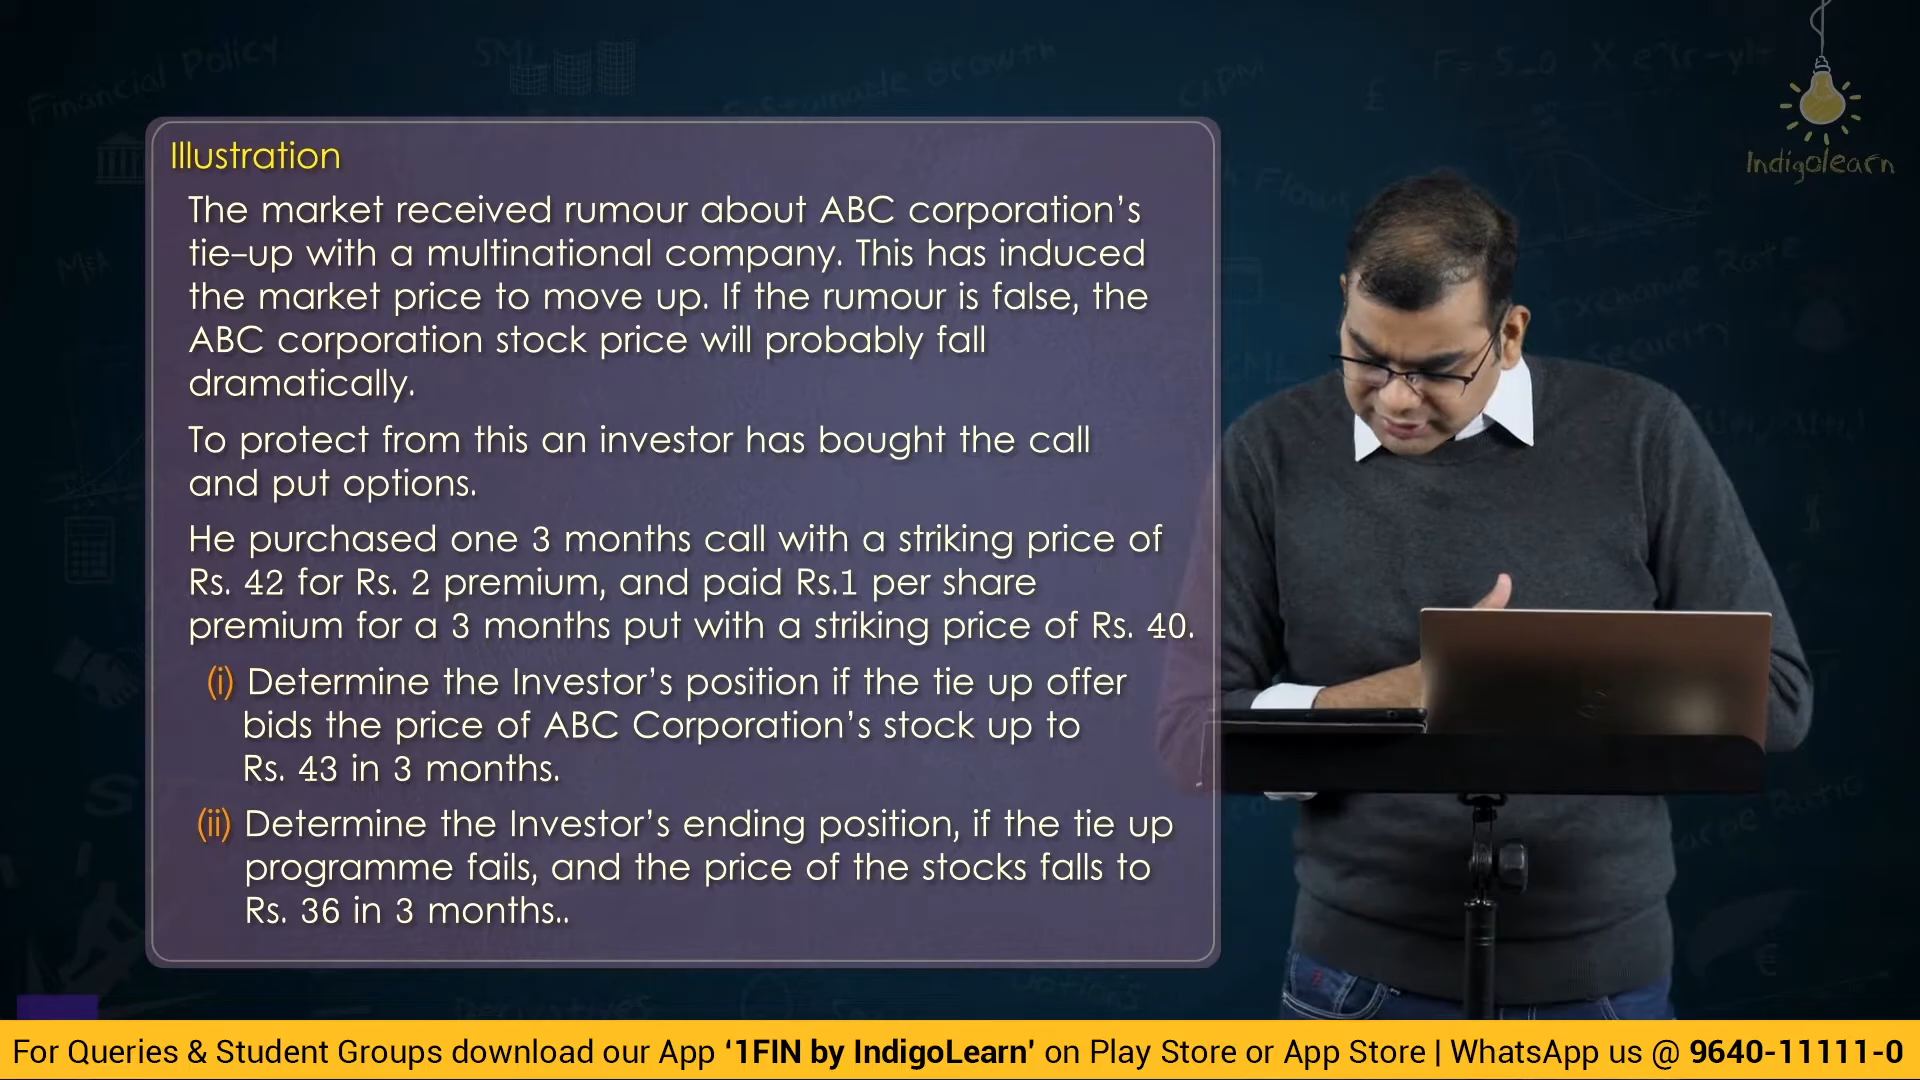 Financial Policy
SML
CAPM
Indigolearn
Illustration
The market received rumour about ABC corporation’s
tie–up with a multinational company. This has induced
the market price to move up. If the rumour is false, the
ABC corporation stock price will probably fall
dramatically.
To protect from this an investor has bought the call
and put options.
He purchased one 3 months call with a striking price of
Rs. 42 for Rs. 2 premium, and paid Rs.1 per share
premium for a 3 months put with a striking price of Rs. 40.
(i) Determine the Investor’s position if the tie up offer
bids the price of ABC Corporation’s stock up to
Rs. 43 in 3 months.
(ii) Determine the Investor’s ending position, if the tie up
programme fails, and the price of the stocks falls to
Rs. 36 in 3 months..
Exchange Rate
Security
Derivatives
For Queries & Student Groups download our App ‘1FIN by IndigoLearn’ on Play Store or App Store | WhatsApp us @ 9640-11111-0